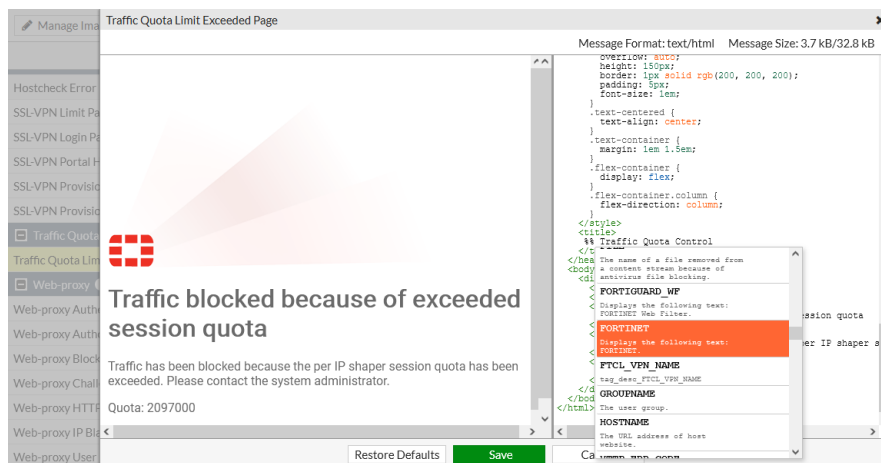 Manage Ima
Traffic Quota Limit Exceeded Page
Message Format: text/html Message Size: 3.7 kB/32.8 kB
Hostcheck Error
SSL-VPN Limit Pa
SSL-VPN Login Pa
SSL-VPN Portal H
SSL-VPN Provisio
SSL-VPN Provisio
Traffic Quota
Traffic Quota Lim
Web-proxy
Web-proxy Authe
Web-proxy Authe
Web-proxy Block
Web-proxy Chall
Web-proxy HTTP
Web-proxy IP Bla
Web-proxy User
Traffic blocked because of exceeded
session quota
Traffic has been blocked because the per IP shaper session quota has been
exceeded. Please contact the system administrator.
Quota: 2097000
overflow: auto;
height: 150px;
border: 1px solid rgb(200, 200, 200);
padding: 5px;
font-size: 1em;
}
.text-centered {
text-align: center;
}
.text-container {
margin: 1em 1.5em;
}
.flex-container {
display: flex;
}
.flex-container.column {
flex-direction: column;
}
</style>
<title>
%% Traffic Quota Control
</t
</hea
<body
<di
ssion quota
er IP shaper s
</d
</bod
</html>
The name of a file removed from
a content stream because of
antivirus file blocking.
FORTIGUARD_WF
Displays the following text:
FORTINET Web Filter.
FORTINET
Displays the following text:
FORTINET.
FTCL_VPN_NAME
tag_desc_FTCL_VPN_NAME
GROUPNAME
The user group.
HOSTNAME
The URL address of host
website.
Restore Defaults
Save
Ca